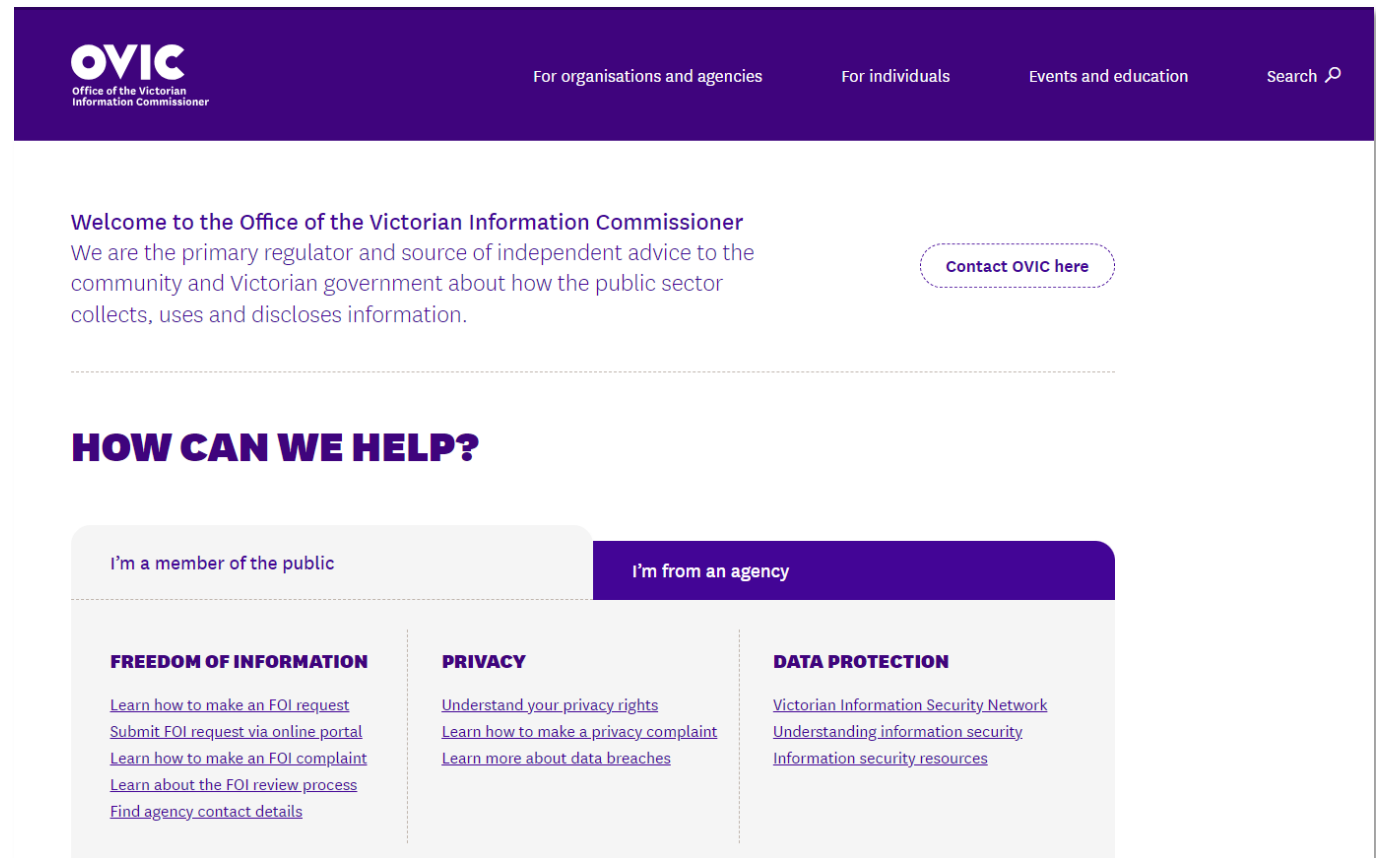 OVIC
Office of the Victorian
Information Commissioner
For organisations and agencies
For individuals
Events and education
Search
Welcome to the Office of the Victorian Information Commissioner
We are the primary regulator and source of independent advice to the
community and Victorian government about how the public sector
collects, uses and discloses information.
Contact OVIC here
HOW CAN WE HELP?
I’m a member of the public
I’m from an agency
FREEDOM OF INFORMATION
Learn how to make an FOI request
Submit FOI request via online portal
Learn how to make an FOI complaint
Learn about the FOI review process
Find agency contact details
PRIVACY
Understand your privacy rights
Learn how to make a privacy complaint
Learn more about data breaches
DATA PROTECTION
Victorian Information Security Network
Understanding information security
Information security resources